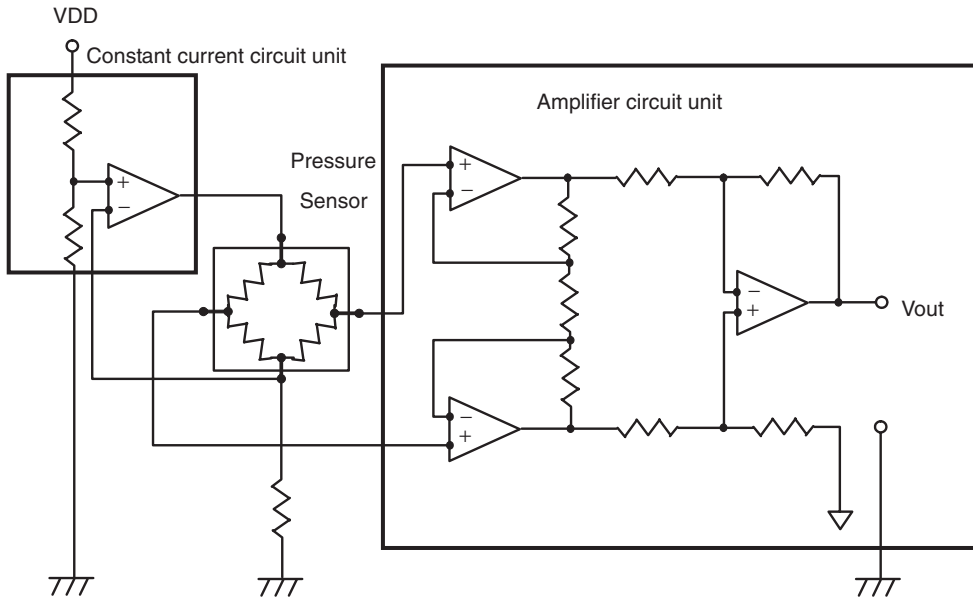 VDD
Constant current circuit unit
Amplifier circuit unit
Pressure
Sensor
+
−
+
−
−
+
Vout
−
+